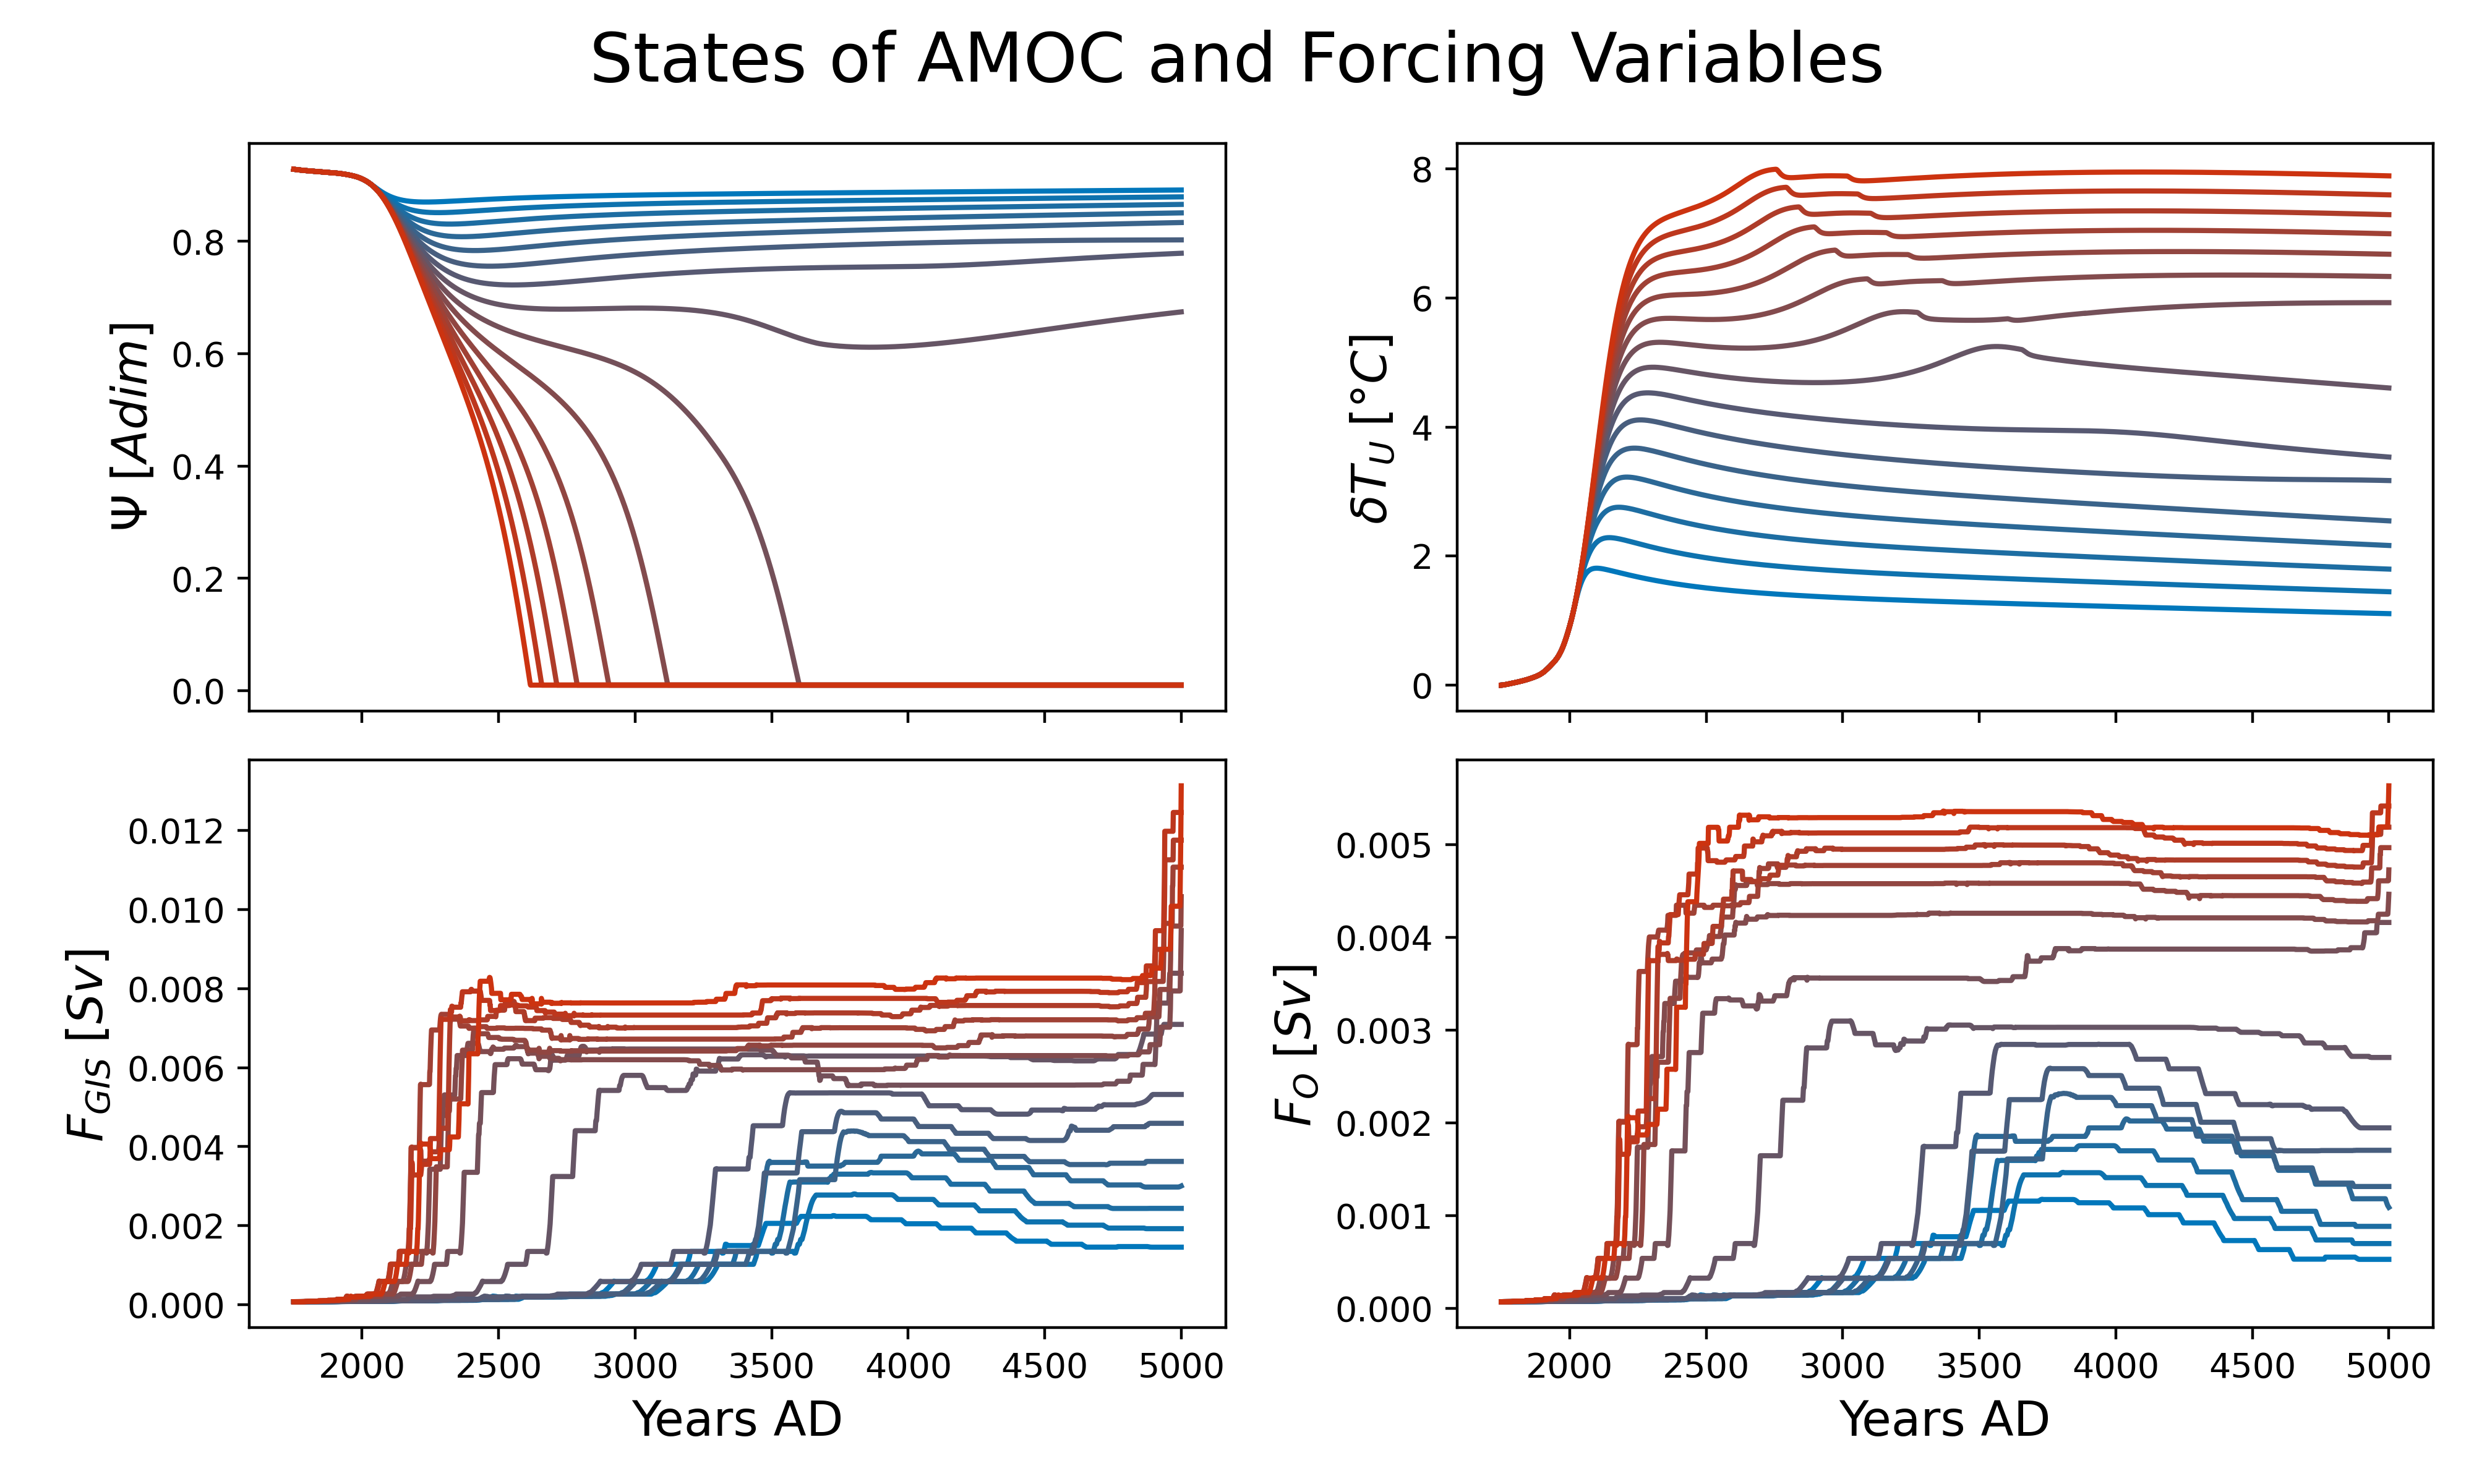 States of AMOC and Forcing Variables
Ψ [Adim]
0.8
0.6
0.4
0.2
0.0
δT_U [°C]
8
6
4
2
0
F_GIS [Sv]
0.012
0.010
0.008
0.006
0.004
0.002
0.000
2000 2500 3000 3500 4000 4500 5000
Years AD
F_O [Sv]
0.005
0.004
0.003
0.002
0.001
0.000
2000 2500 3000 3500 4000 4500 5000
Years AD